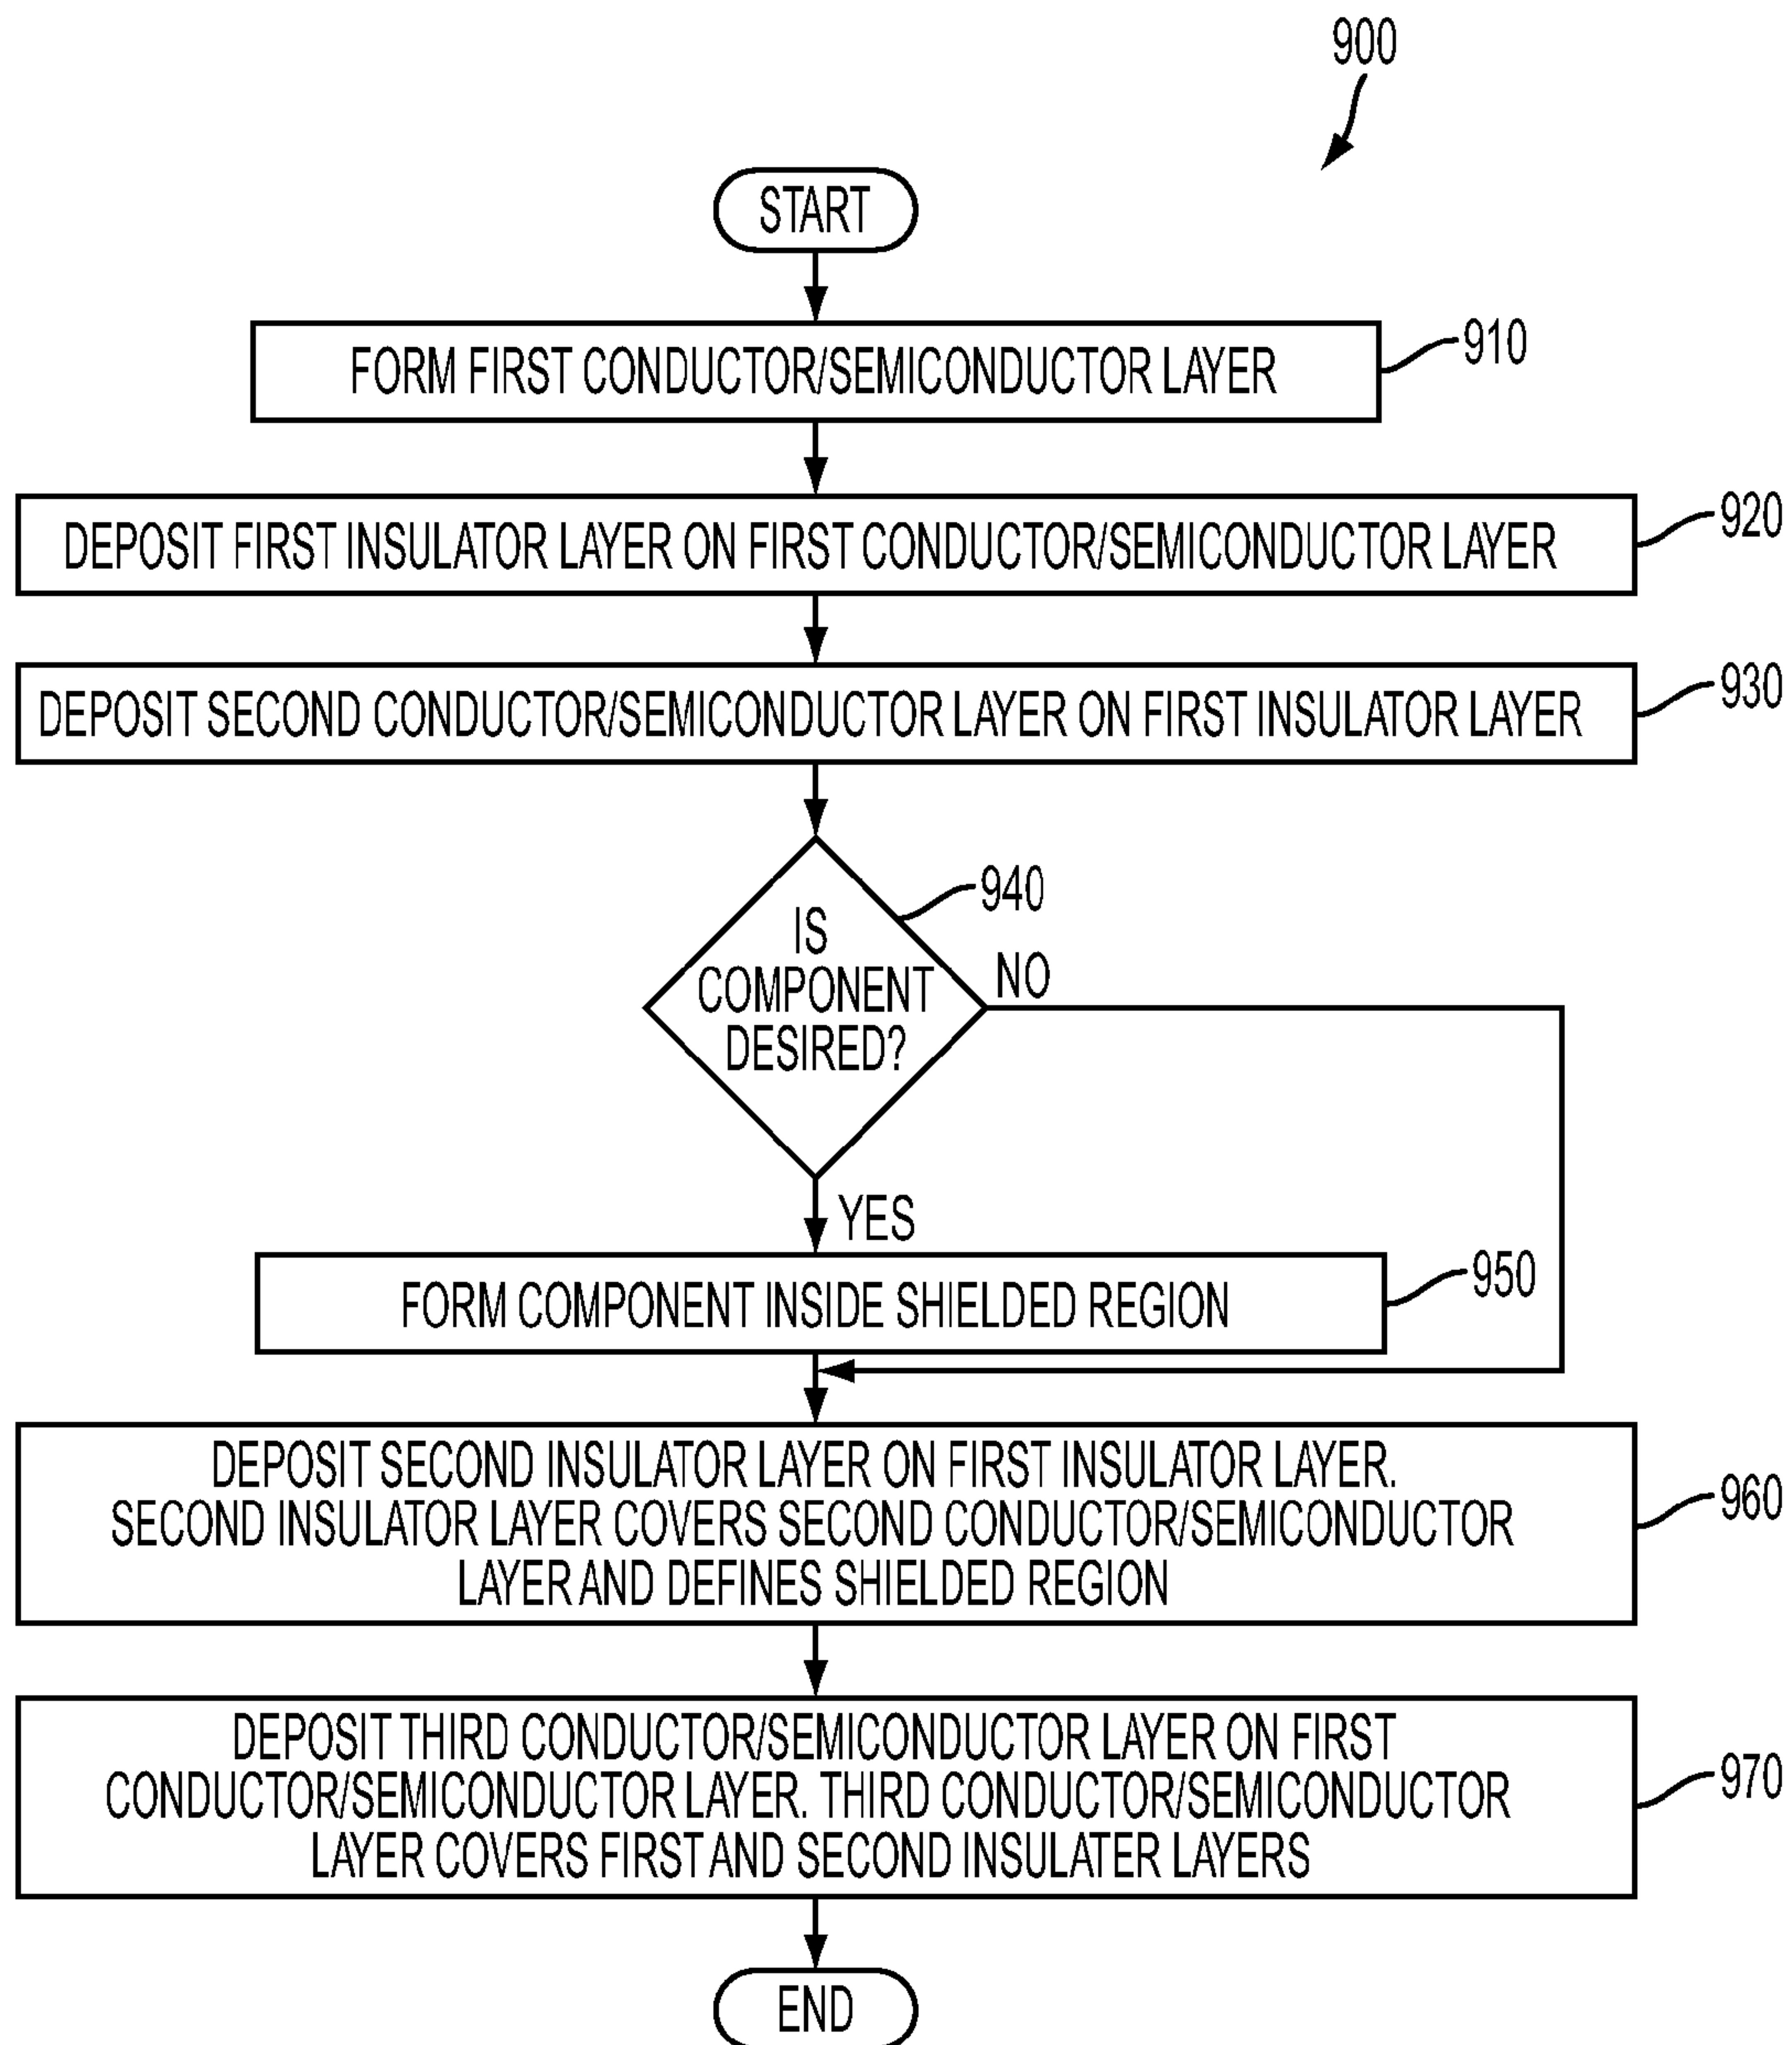 900
START
FORM FIRST CONDUCTOR/SEMICONDUCTOR LAYER
910
DEPOSIT FIRST INSULATOR LAYER ON FIRST CONDUCTOR/SEMICONDUCTOR LAYER
920
DEPOSIT SECOND CONDUCTOR/SEMICONDUCTOR LAYER ON FIRST INSULATOR LAYER
930
940
IS
COMPONENT
DESIRED?
NO
YES
FORM COMPONENT INSIDE SHIELDED REGION
950
DEPOSIT SECOND INSULATOR LAYER ON FIRST INSULATOR LAYER.
SECOND INSULATOR LAYER COVERS SECOND CONDUCTOR/SEMICONDUCTOR
LAYER AND DEFINES SHIELDED REGION
960
DEPOSIT THIRD CONDUCTOR/SEMICONDUCTOR LAYER ON FIRST
CONDUCTOR/SEMICONDUCTOR LAYER. THIRD CONDUCTOR/SEMICONDUCTOR
LAYER COVERS FIRST AND SECOND INSULATER LAYERS
970
END